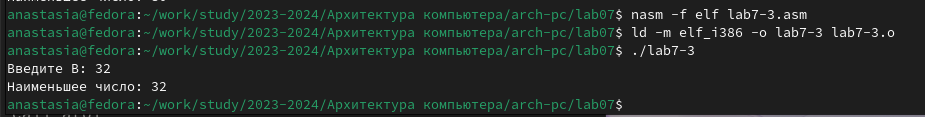 anastasia@fedora:~/work/study/2023-2024/Архитектура компьютера/arch-pc/lab07$ nasm -f elf lab7-3.asm
anastasia@fedora:~/work/study/2023-2024/Архитектура компьютера/arch-pc/lab07$ ld -m elf_i386 -o lab7-3 lab7-3.o
anastasia@fedora:~/work/study/2023-2024/Архитектура компьютера/arch-pc/lab07$ ./lab7-3
Введите B: 32
Наименьшее число: 32
anastasia@fedora:~/work/study/2023-2024/Архитектура компьютера/arch-pc/lab07$